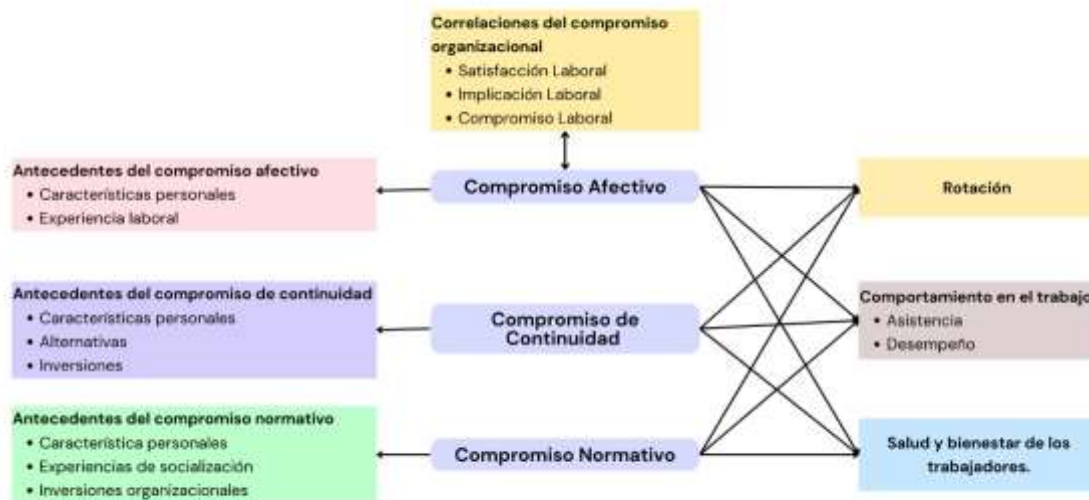 Correlaciones del compromiso
organizacional
• Satisfacción Laboral
• Implicación Laboral
• Compromiso Laboral
Antecedentes del compromiso afectivo
• Características personales
• Experiencia laboral
Compromiso Afectivo
Rotación
Antecedentes del compromiso de continuidad
• Características personales
• Alternativas
• Inversiones
Compromiso de
Continuidad
Comportamiento en el trabajo
• Asistencia
• Desempeño
Antecedentes del compromiso normativo
• Característica personales
• Experiencias de socialización
• Inversiones organizacionales
Compromiso Normativo
Salud y bienestar de los
trabajadores.